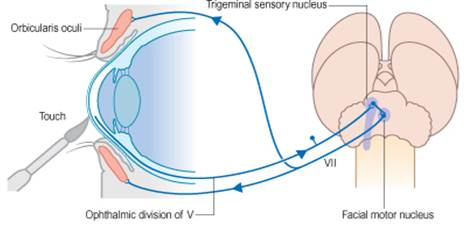 Trigeminal sensory nucleus
Orbicularis oculi
Touch
VII
Ophthalmic division of V
Facial motor nucleus